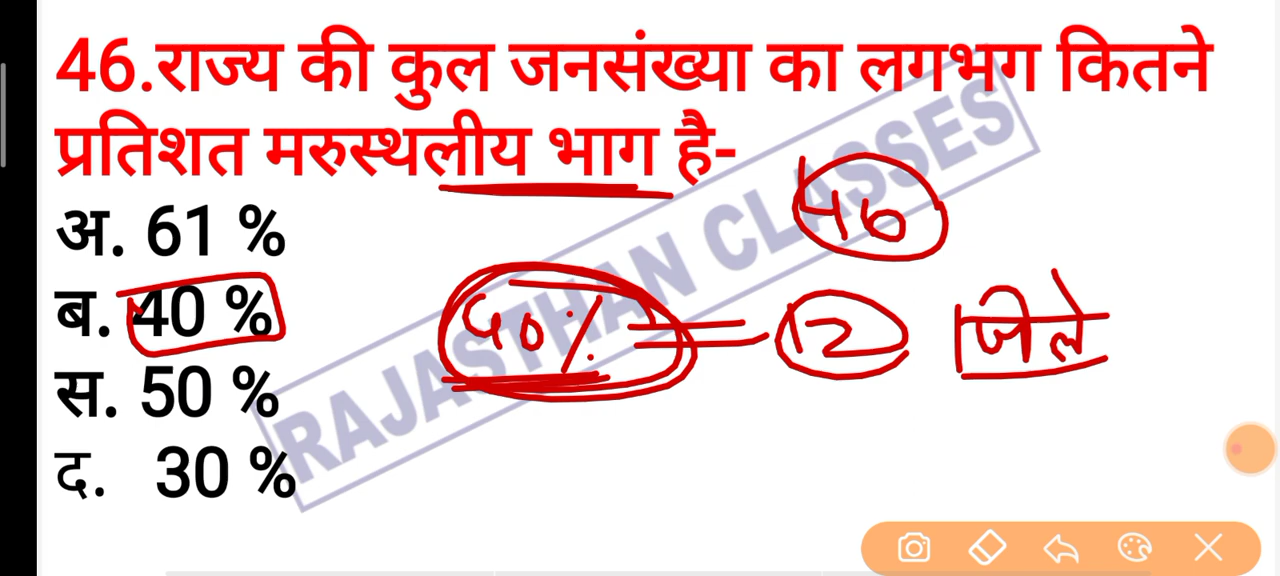 46.राज्य की कुल जनसंख्या का लगभग कितने
प्रतिशत मरुस्थलीय भाग है-
46
अ. 61 %
ब. 40 %
40% 12 जिले
स. 50 %
द. 30 %
RAJASTHAN CLASSES